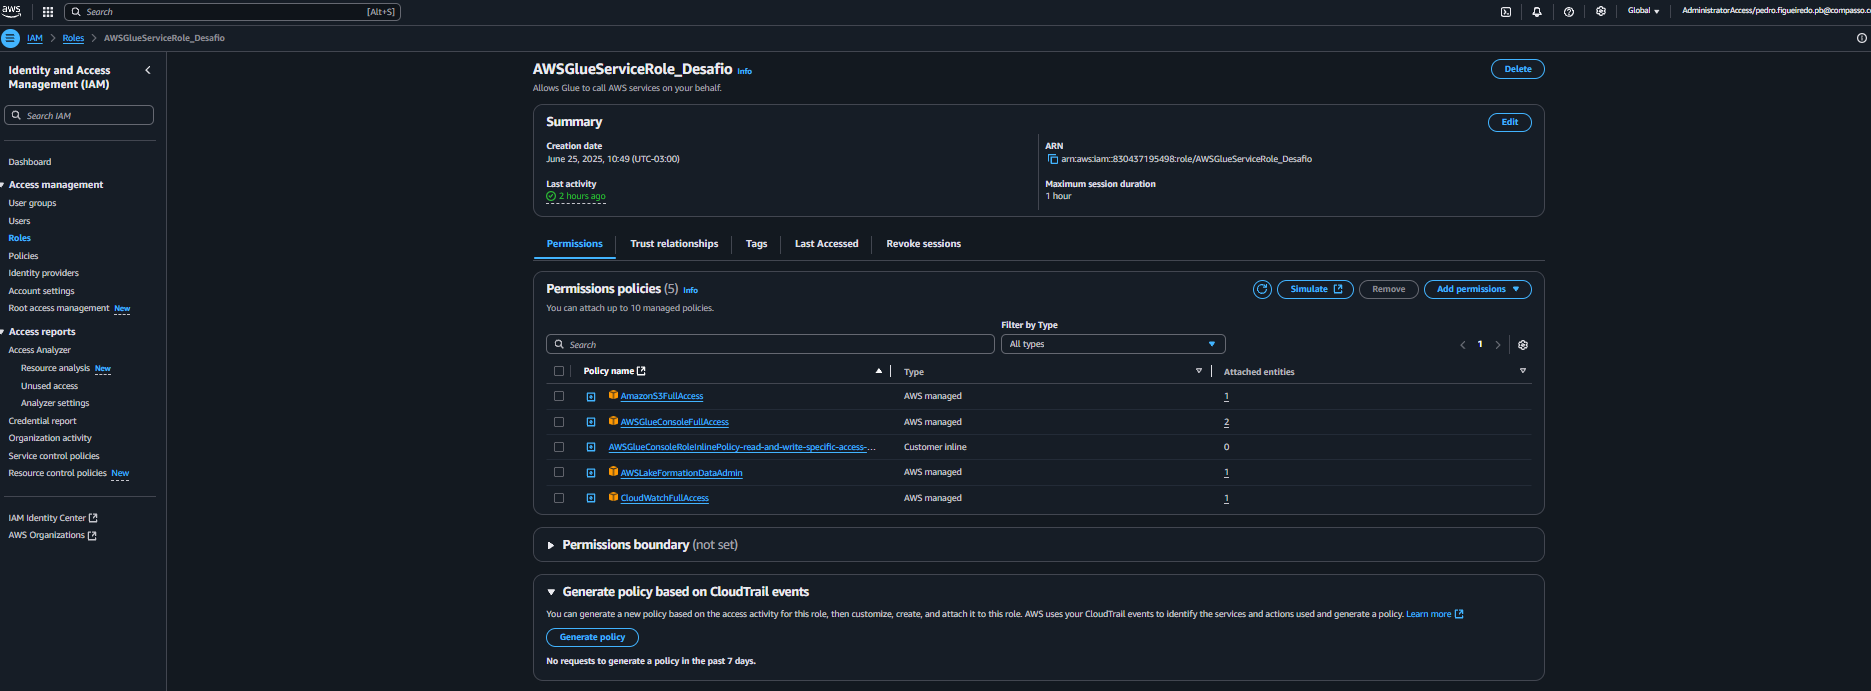 aws
Search
[Alt+S]
Global
AdministratorAccess/pedro.figueiredo.pb@compasso.c
IAM
Roles
AWSGlueServiceRole_Desafio
Identity and Access
Management (IAM)
Search IAM
Dashboard
Access management
User groups
Users
Roles
Policies
Identity providers
Account settings
Root access management New
Access reports
Access Analyzer
Resource analysis New
Unused access
Analyzer settings
Credential report
Organization activity
Service control policies
Resource control policies New
IAM Identity Center
AWS Organizations
AWSGlueServiceRole_Desafio Info
Delete
Allows Glue to call AWS services on your behalf.
Summary
Edit
Creation date
June 25, 2025, 10:49 (UTC-03:00)
ARN
arn:aws:iam::830437195498:role/AWSGlueServiceRole_Desafio
Last activity
2 hours ago
Maximum session duration
1 hour
Permissions
Trust relationships
Tags
Last Accessed
Revoke sessions
Permissions policies (5) Info
Simulate
Remove
Add permissions
You can attach up to 10 managed policies.
Filter by Type
Search
All types
1
Policy name
Type
Attached entities
AmazonS3FullAccess
AWS managed
1
AWSGlueConsoleFullAccess
AWS managed
2
AWSGlueConsoleRoleInlinePolicy-read-and-write-specific-access-...
Customer inline
0
AWSLakeFormationDataAdmin
AWS managed
1
CloudWatchFullAccess
AWS managed
1
Permissions boundary (not set)
Generate policy based on CloudTrail events
You can generate a new policy based on the access activity for this role, then customize, create, and attach it to this role. AWS uses your CloudTrail events to identify the services and actions used and generate a policy. Learn more
Generate policy
No requests to generate a policy in the past 7 days.